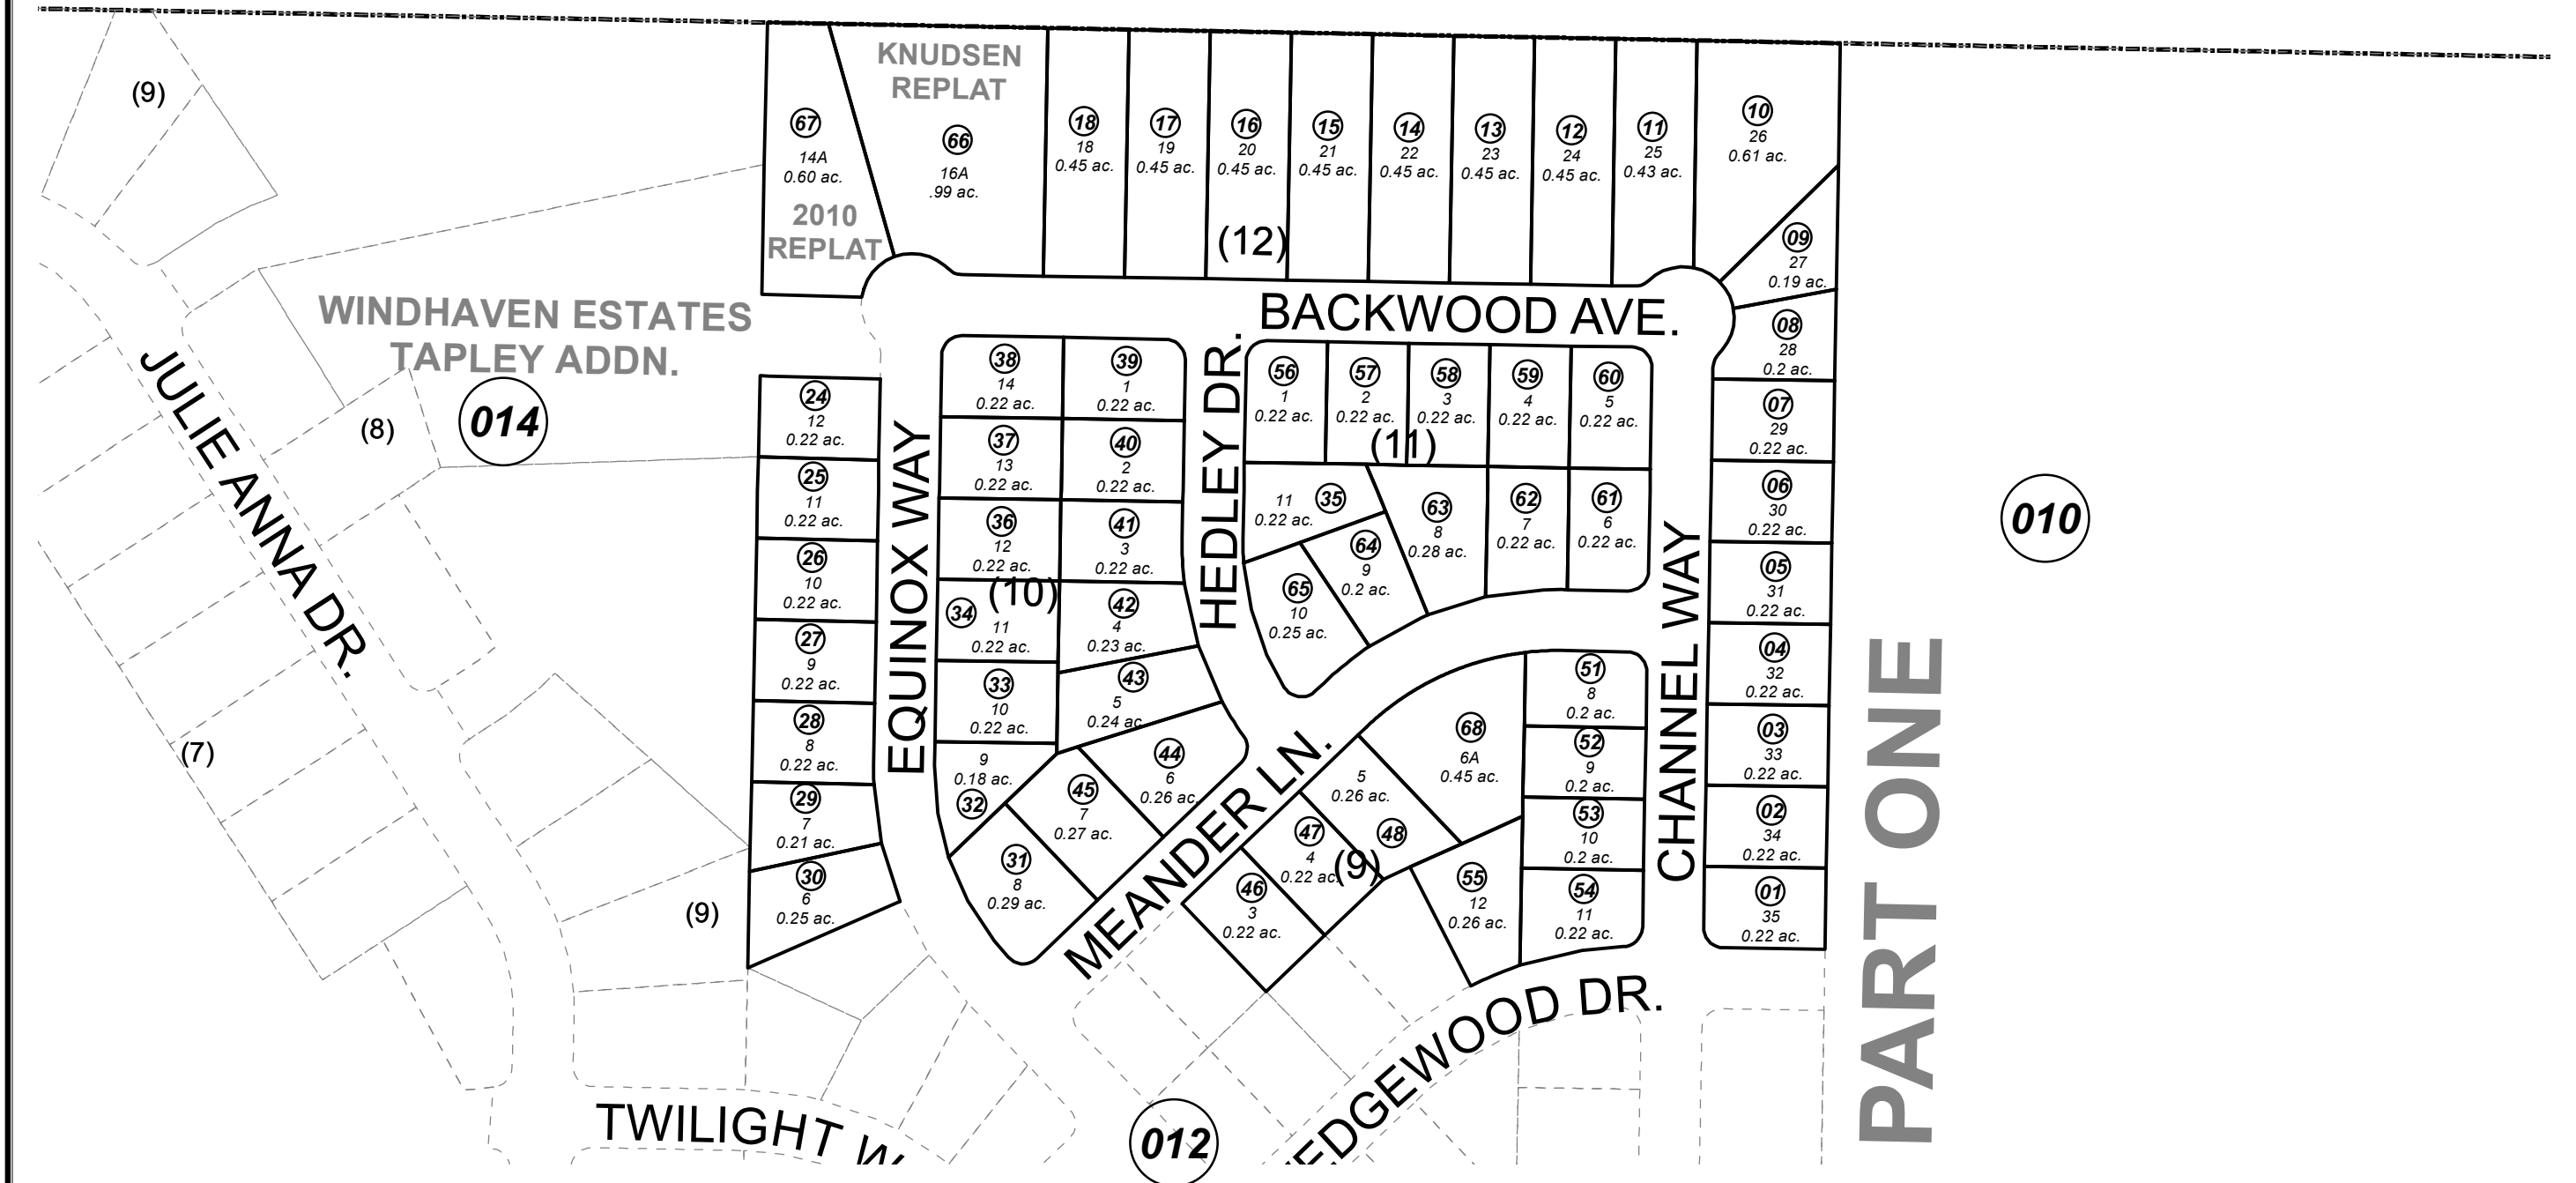 (9)
KNUDSEN
REPLAT
67
14A
0.60 ac.
2010
REPLAT
66
16A
.99 ac.
18
18
0.45 ac.
17
19
0.45 ac.
16
20
0.45 ac.
15
21
0.45 ac.
14
22
0.45 ac.
13
23
0.45 ac.
12
24
0.45 ac.
11
25
0.43 ac.
10
26
0.61 ac.
(12)
09
27
0.19 ac.
08
28
0.2 ac.
07
29
0.22 ac.
06
30
0.22 ac.
05
31
0.22 ac.
04
32
0.22 ac.
03
33
0.22 ac.
02
34
0.22 ac.
01
35
0.22 ac.
WINDHAVEN ESTATES
TAPLEY ADDN.
014
(8)
JULIE ANNA DR.
(7)
BACKWOOD AVE.
24
12
0.22 ac.
25
11
0.22 ac.
26
10
0.22 ac.
27
9
0.22 ac.
28
8
0.22 ac.
29
7
0.21 ac.
30
6
0.25 ac.
(9)
EQUINOX WAY
38
14
0.22 ac.
39
1
0.22 ac.
37
13
0.22 ac.
40
2
0.22 ac.
36
12
0.22 ac.
41
3
0.22 ac.
(10)
34
11
0.22 ac.
42
4
0.23 ac.
33
10
0.22 ac.
43
5
0.24 ac.
9
0.18 ac.
32
44
6
0.26 ac.
45
7
0.27 ac.
31
8
0.29 ac.
HEDLEY DR.
56
1
0.22 ac.
57
2
0.22 ac.
58
3
0.22 ac.
59
4
0.22 ac.
60
5
0.22 ac.
(11)
11
35
0.22 ac.
64
9
0.2 ac.
63
8
0.28 ac.
62
7
0.22 ac.
61
6
0.22 ac.
65
10
0.25 ac.
CHANNEL WAY
MEANDER LN.
68
6A
0.45 ac.
51
8
0.2 ac.
52
9
0.2 ac.
53
10
0.2 ac.
54
11
0.22 ac.
5
0.26 ac.
48
47
4
0.22 ac.
(9)
46
3
0.22 ac.
55
12
0.26 ac.
010
PART ONE
EDGEWOOD DR.
TWILIGHT W
012